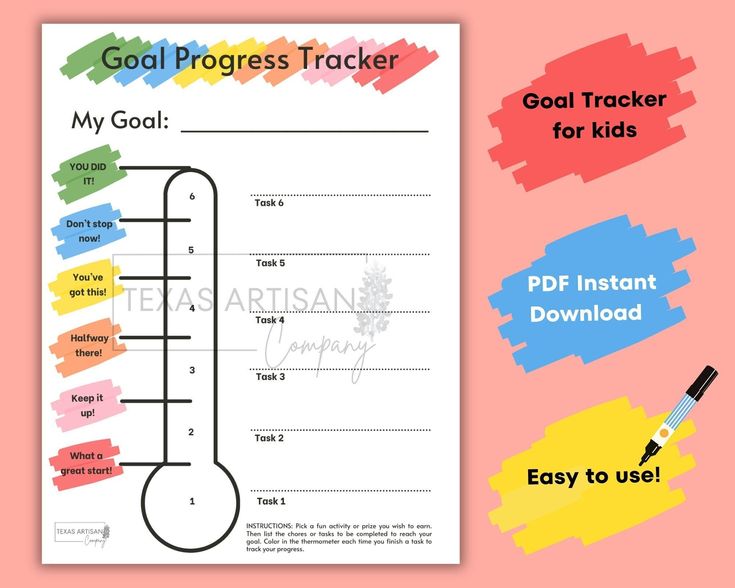 Goal Progress Tracker
My Goal:
YOU DID
IT!
Don't stop
now!
You've
got this!
Halfway
there!
Keep it
up!
What a
great start!
6
5
4
3
2
1
Task 6
Task 5
Task 4
Task 3
Task 2
Task 1
TEXAS ARTISAN
Company
INSTRUCTIONS: Pick a fun activity or prize you wish to earn.
Then list the chores or tasks to be completed to reach your
goal. Color in the thermometer each time you finish a task to
track your progress.
TEXAS ARTISAN
Company
Goal Tracker
for kids
PDF Instant
Download
Easy to use!